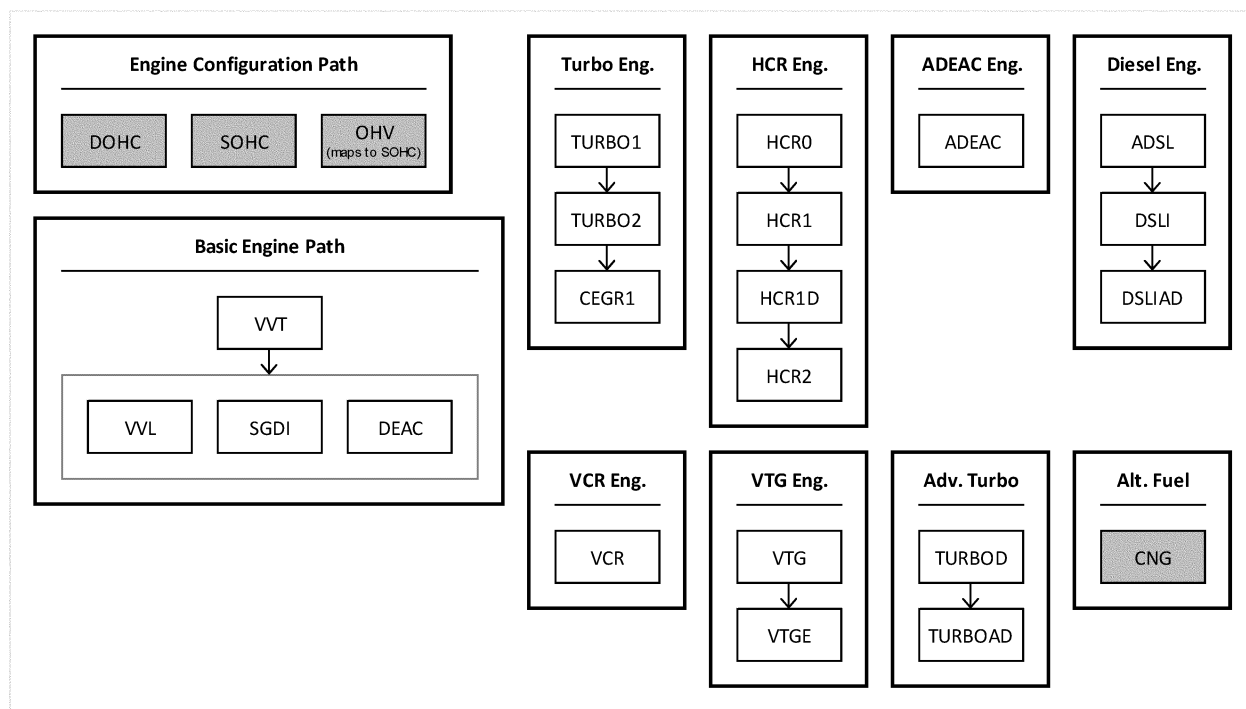 Engine Configuration Path
DOHC
SOHC
OHV
(maps to SOHC)
Basic Engine Path
VVT
VVL
SGDI
DEAC
Turbo Eng.
TURBO1
TURBO2
CEGR1
HCR Eng.
HCR0
HCR1
HCR1D
HCR2
ADEAC Eng.
ADEAC
Diesel Eng.
ADSL
DSLI
DSLIAD
VCR Eng.
VCR
VTG Eng.
VTG
VTGE
Adv. Turbo
TURBOD
TURBOAD
Alt. Fuel
CNG